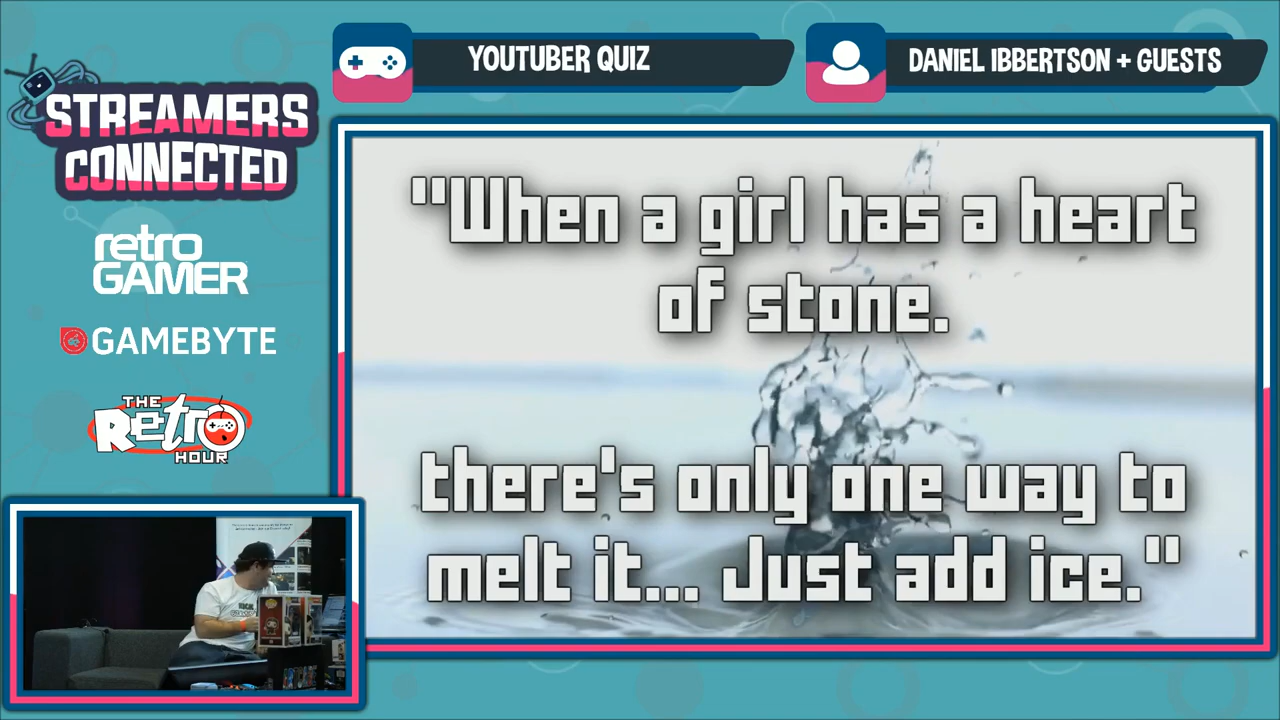 YOUTUBER QUIZ
DANIEL IBBERTSON + GUESTS
STREAMERS
CONNECTED
retro
GAMER
GAMEBYTE
THE
Retro
HOUR
"When a girl has a heart
of stone.
there's only one way to
melt it... Just add ice."